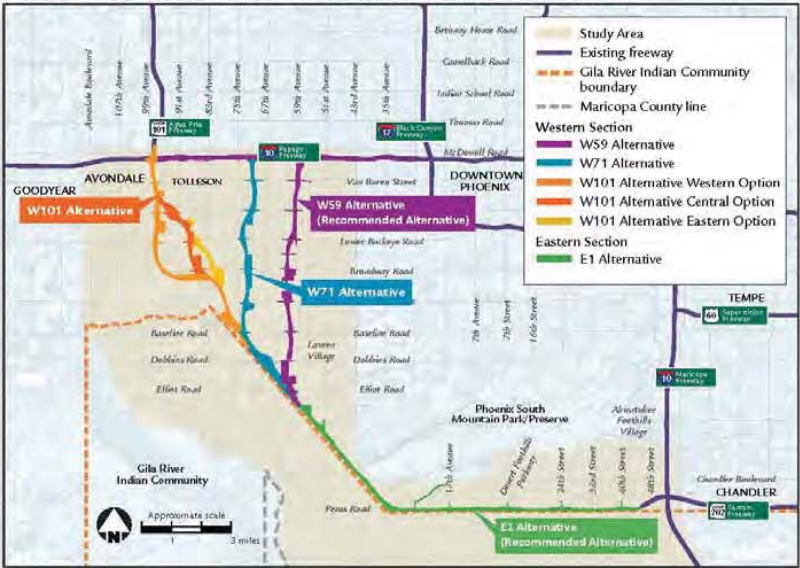 Avondale Boulevard
107th Avenue
99th Avenue
91st Avenue
83rd Avenue
75th Avenue
67th Avenue
59th Avenue
51st Avenue
43rd Avenue
35th Avenue
Bethany Home Road
Camelback Road
Indian School Road
Thomas Road
McDowell Road
101
Agua Fria
Freeway
10
Papago
Freeway
17
Black Canyon
Freeway
Study Area
Existing freeway
Gila River Indian Community
boundary
Maricopa County line
Western Section
W59 Alternative
W71 Alternative
W101 Alternative Western Option
W101 Alternative Central Option
W101 Alternative Eastern Option
Eastern Section
E1 Alternative
GOODYEAR
AVONDALE
TOLLESON
Van Buren Street
DOWNTOWN
PHOENIX
W101 Alternative
W59 Alternative
(Recommended Alternative)
Lower Buckeye Road
Broadway Road
W71 Alternative
TEMPE
60
Superstition
Freeway
7th Avenue
7th Street
16th Street
Baseline Road
Dobbins Road
Elliot Road
Laveen
Village
Baseline Road
Dobbins Road
Elliot Road
10
Maricopa
Freeway
Phoenix South
Mountain Park/Preserve
Ahwatukee
Foothills
Village
17th Avenue
Desert Foothills
Parkway
24th Street
32nd Street
40th Street
48th Street
Chandler Boulevard
CHANDLER
202
Santan
Freeway
Gila River
Indian Community
Pecos Road
N
Approximate scale
1
3 miles
E1 Alternative
(Recommended Alternative)